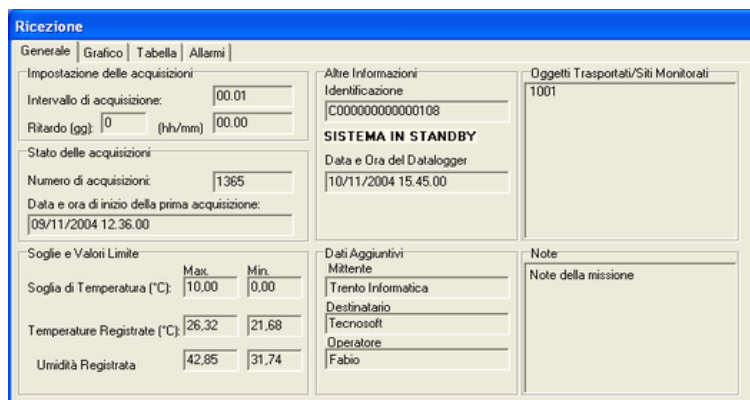 Ricezione
Generale Grafico Tabella Allarmi
Impostazione delle acquisizioni
Intervallo di acquisizione: 00.01
Ritardo (gg): 0 (hh/mm) 00.00
Stato delle acquisizioni
Numero di acquisizioni: 1365
Data e ora di inizio della prima acquisizione:
09/11/2004 12.36.00
Altre Informazioni
Identificazione
C000000000000108
SISTEMA IN STANDBY
Data e Ora del Datalogger
10/11/2004 15.45.00
Oggetti Trasportati/Siti Monitorati
1001
Soglie e Valori Limite
Max. Min.
Soglia di Temperatura (°C): 10,00 0,00
Temperature Registrate (°C): 26,32 21,68
Umidità Registrata 42,85 31,74
Dati Aggiuntivi
Mittente
Trento Informatica
Destinatario
Tecnosoft
Operatore
Fabio
Note
Note della missione